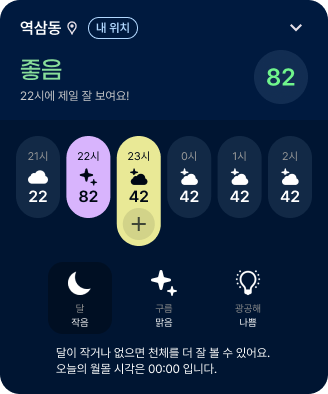 역삼동 내 위치
좋음 82
22시에 제일 잘 보여요!
21시 22시 23시 0시 1시 2시
22 82 42 42 42 42
+
달 구름 광공해
작음 맑음 나쁨
달이 작거나 없으면 천체를 더 잘 볼 수 있어요.
오늘의 월몰 시각은 00:00 입니다.